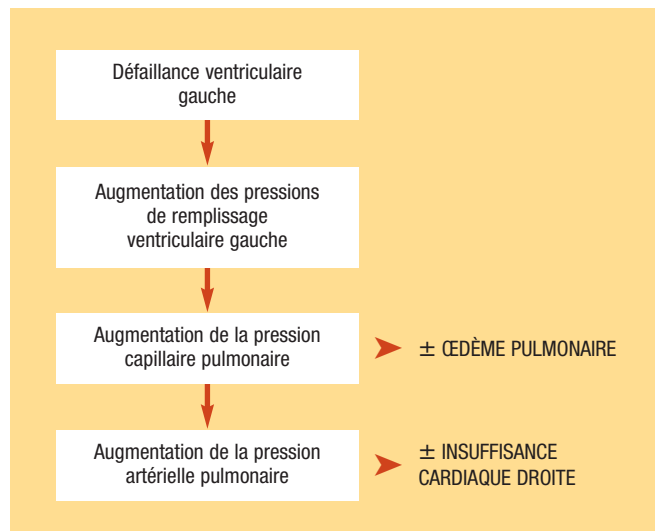 Défaillance ventriculaire
gauche
Augmentation des pressions
de remplissage
ventriculaire gauche
Augmentation de la pression
capillaire pulmonaire
± ŒDÈME PULMONAIRE
Augmentation de la pression
artérielle pulmonaire
± INSUFFISANCE
CARDIAQUE DROITE